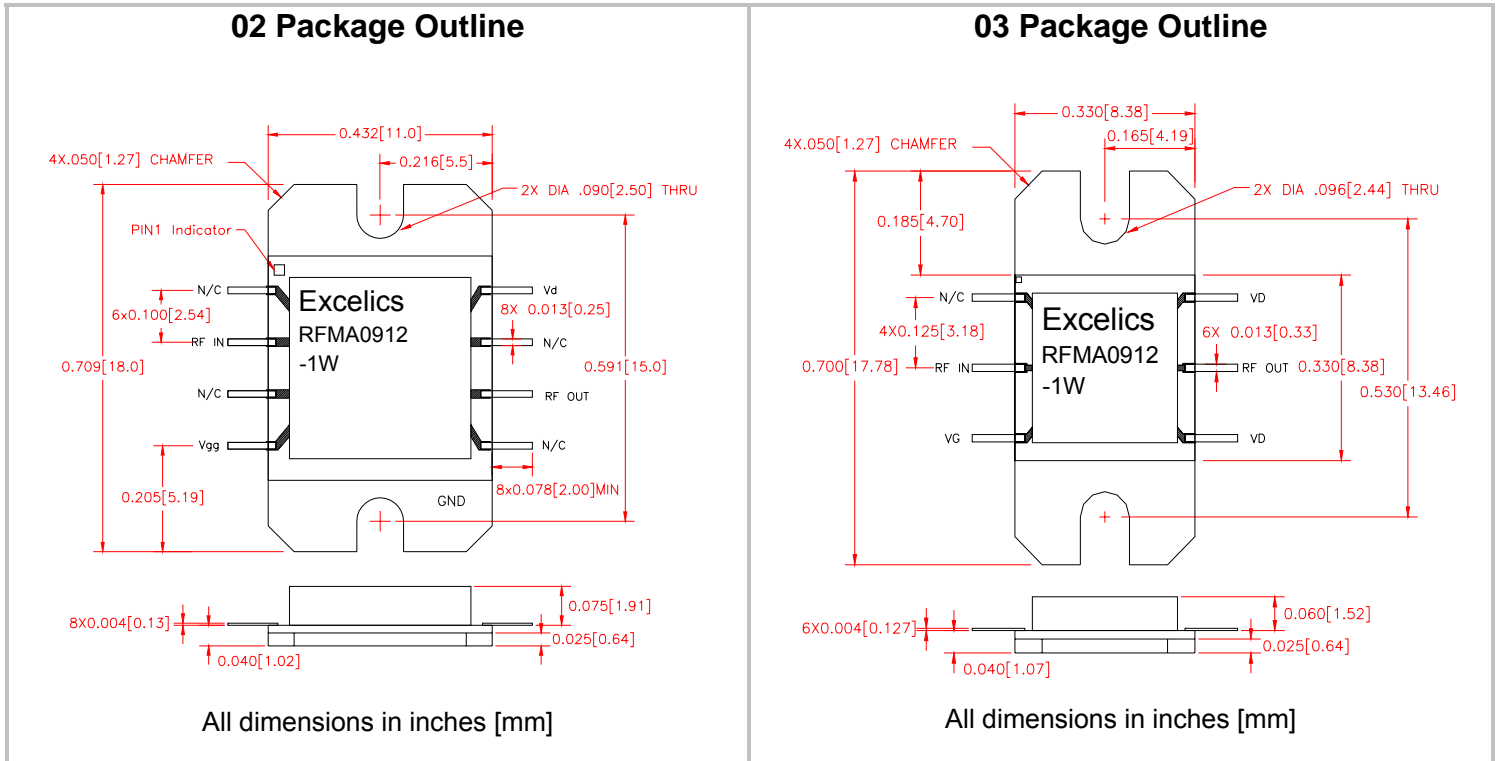 02 Package Outline
0.432[11.0]
4X.050[1.27] CHAMFER
0.216[5.5]
2X DIA .090[2.50] THRU
PIN1 Indicator
N/C
Vd
Excelics
RFMA0912
-1W
8X 0.013[0.25]
6x0.100[2.54]
RF IN
N/C
0.709[18.0]
0.591[15.0]
N/C
RF OUT
Vgg
N/C
0.205[5.19]
8x0.078[2.00]MIN
GND
0.075[1.91]
8X0.004[0.13]
0.025[0.64]
0.040[1.02]
All dimensions in inches [mm]
03 Package Outline
0.330[8.38]
0.165[4.19]
4X.050[1.27] CHAMFER
2X DIA .096[2.44] THRU
0.185[4.70]
N/C
VD
Excelics
RFMA0912
-1W
4X0.125[3.18]
6X 0.013[0.33]
0.700[17.78]
RF IN
RF OUT
0.330[8.38]
0.530[13.46]
VG
VD
0.060[1.52]
6X0.004[0.127]
0.025[0.64]
0.040[1.07]
All dimensions in inches [mm]